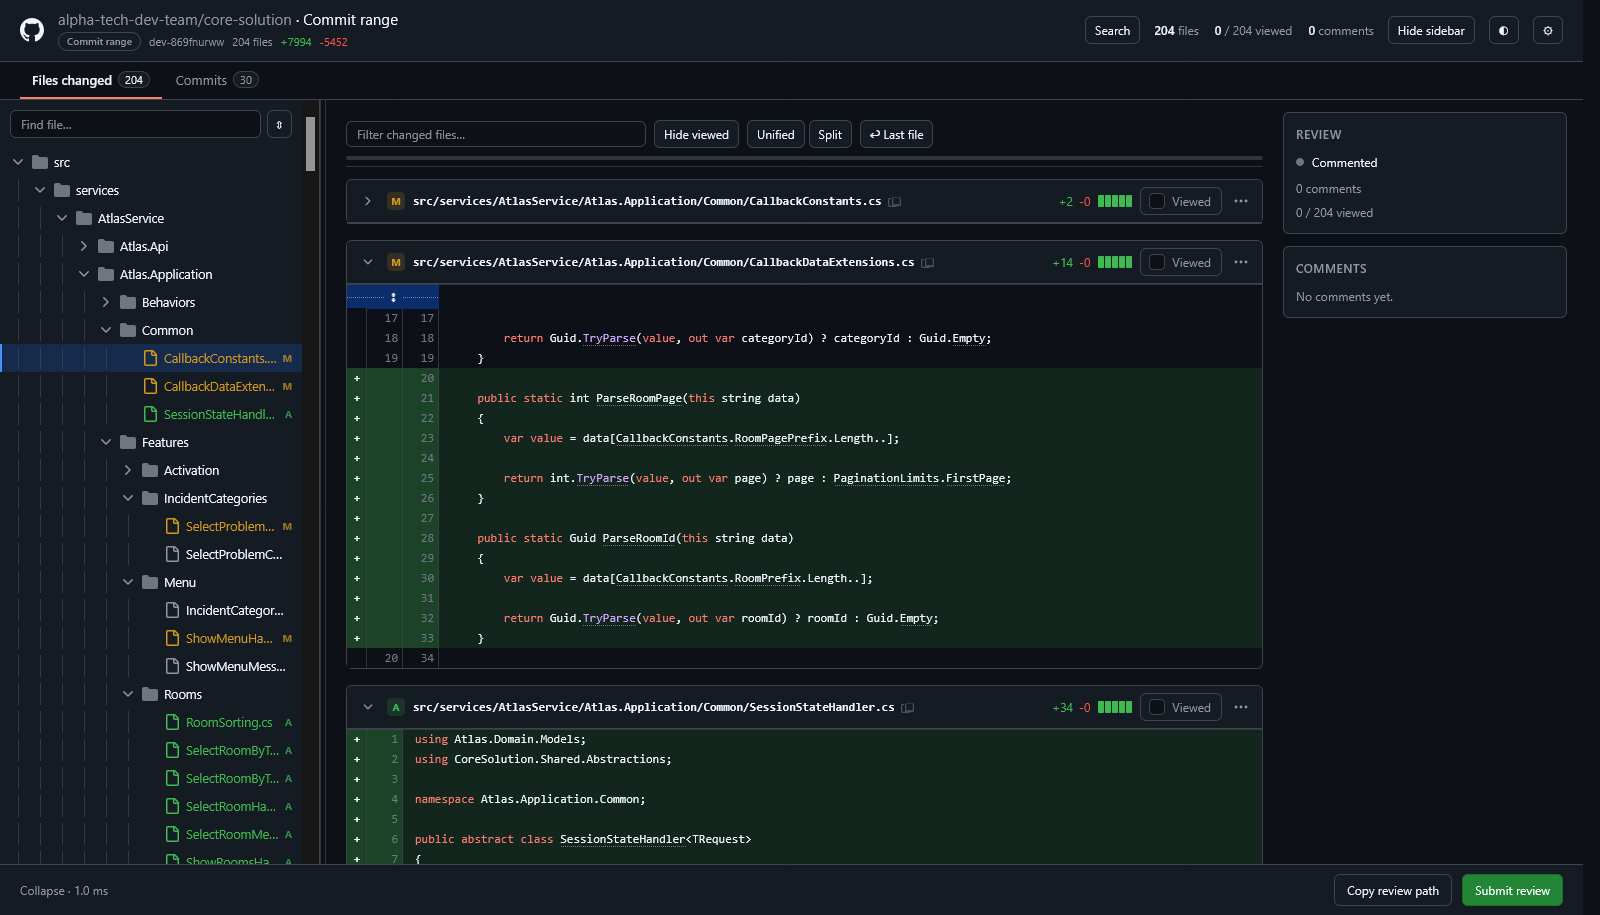 alpha-tech-dev-team/core-solution · Commit range
Commit range dev-869fnurww 204 files +7994 -5452
Search 204 files 0 / 204 viewed 0 comments Hide sidebar
Files changed 204 Commits 30
Find file...
src
services
AtlasService
Atlas.Api
Atlas.Application
Behaviors
Common
CallbackConstants.... M
CallbackDataExten... M
SessionStateHandl... A
Features
Activation
IncidentCategories
SelectProblem... M
SelectProblemC...
Menu
IncidentCategor...
ShowMenuHa... M
ShowMenuMess...
Rooms
RoomSorting.cs A
SelectRoomByT... A
SelectRoomByT... A
SelectRoomHa... A
SelectRoomMe... A
ShowRoomsHa... A
Filter changed files... Hide viewed Unified Split ↩ Last file
M src/services/AtlasService/Atlas.Application/Common/CallbackConstants.cs +2 -0 Viewed ···
M src/services/AtlasService/Atlas.Application/Common/CallbackDataExtensions.cs +14 -0 Viewed ···
17 17
18 18 return Guid.TryParse(value, out var categoryId) ? categoryId : Guid.Empty;
19 19 }
+ 20
+ 21 public static int ParseRoomPage(this string data)
+ 22 {
+ 23 var value = data[CallbackConstants.RoomPagePrefix.Length..];
+ 24
+ 25 return int.TryParse(value, out var page) ? page : PaginationLimits.FirstPage;
+ 26 }
+ 27
+ 28 public static Guid ParseRoomId(this string data)
+ 29 {
+ 30 var value = data[CallbackConstants.RoomPrefix.Length..];
+ 31
+ 32 return Guid.TryParse(value, out var roomId) ? roomId : Guid.Empty;
+ 33 }
20 34
A src/services/AtlasService/Atlas.Application/Common/SessionStateHandler.cs +34 -0 Viewed ···
+ 1 using Atlas.Domain.Models;
+ 2 using CoreSolution.Shared.Abstractions;
+ 3
+ 4 namespace Atlas.Application.Common;
+ 5
+ 6 public abstract class SessionStateHandler<TRequest>
+ 7 {
REVIEW
Commented
0 comments
0 / 204 viewed
COMMENTS
No comments yet.
Collapse · 1.0 ms
Copy review path Submit review